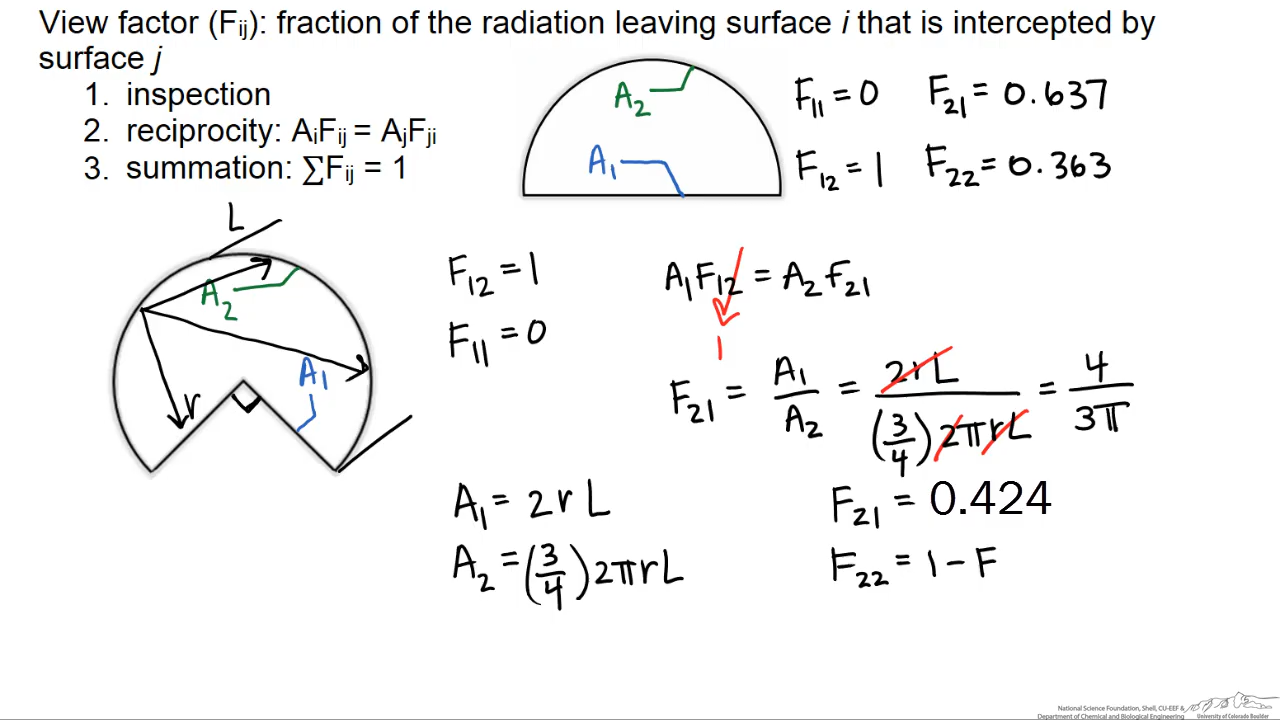 View factor (Fij): fraction of the radiation leaving surface i that is intercepted by
surface j
1. inspection
2. reciprocity: AiFij = AjFji
3. summation: ∑Fij = 1
A2
A1
F11 = 0
F21 = 0.637
F12 = 1
F22 = 0.363
L
A2
A1
r
F12 = 1
F11 = 0
A1F12 = A2F21
1
F21 = A1/A2 = 2rL/(3/4)2πrL = 4/3π
A1 = 2rL
A2 = (3/4)2πrL
F21 = 0.424
F22 = 1 - F
National Science Foundation, Shell, CU-EEF &
Department of Chemical and Biological Engineering
University of Colorado Boulder